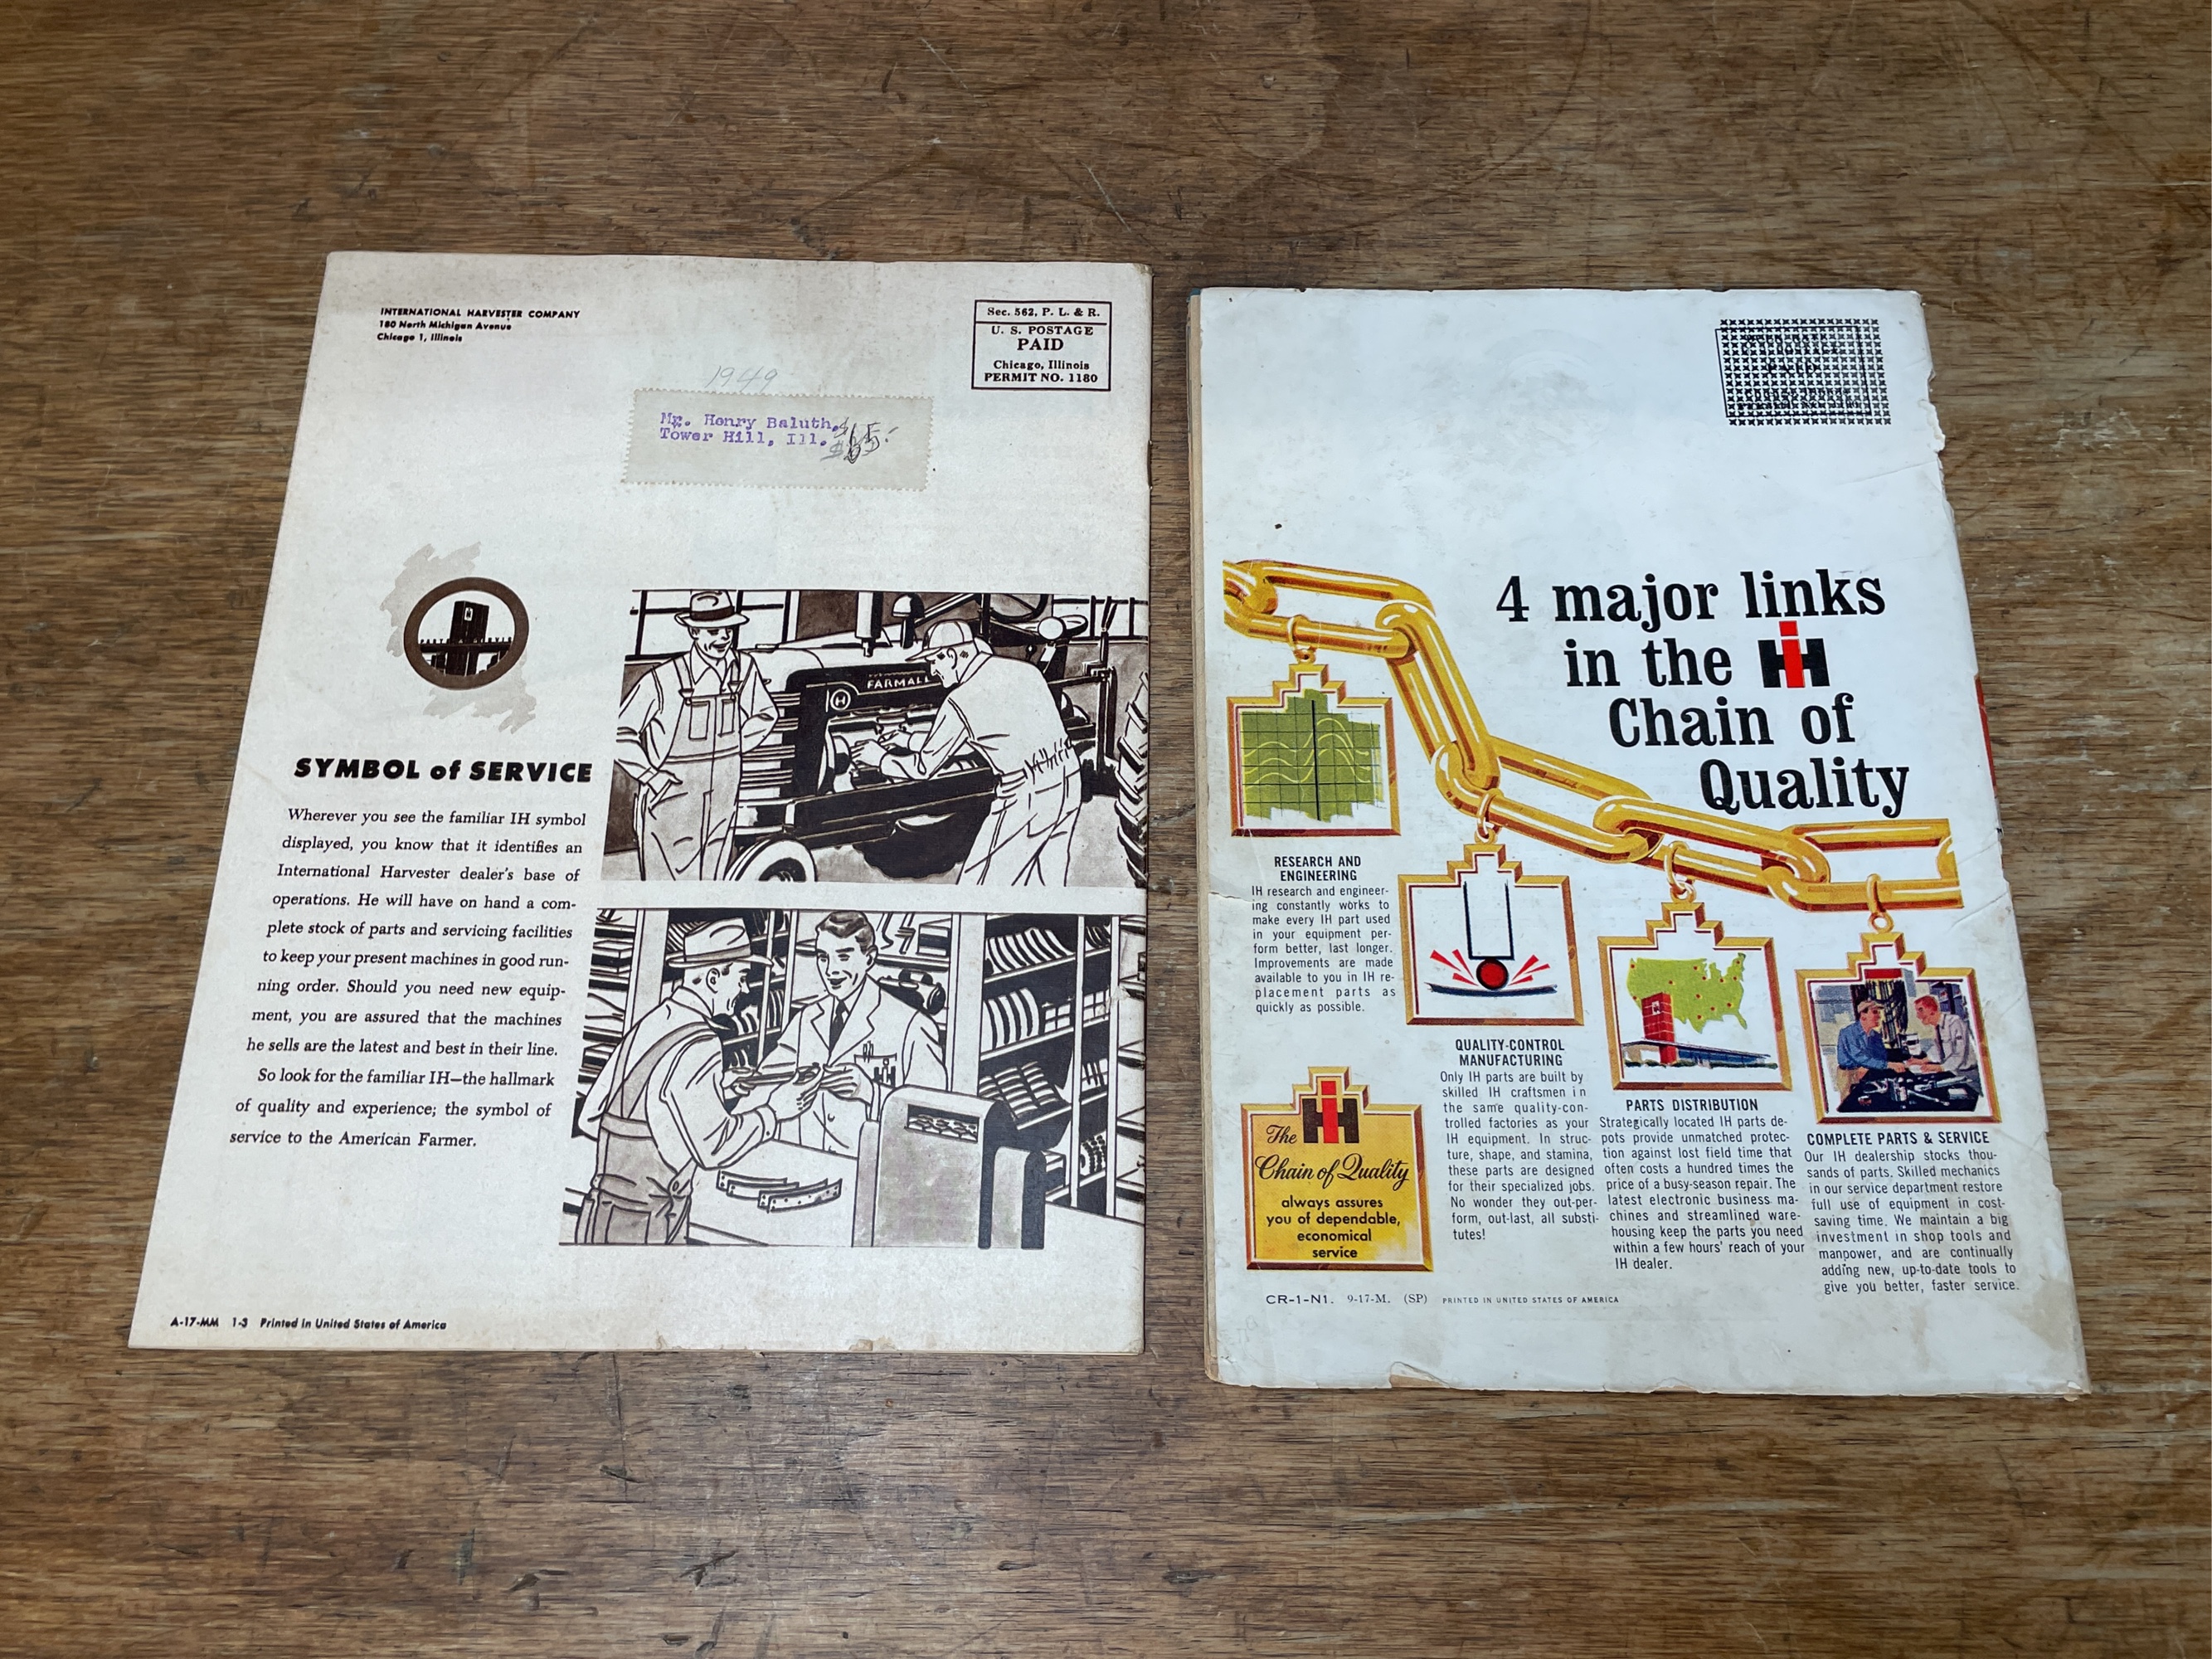 INTERNATIONAL HARVESTER COMPANY
180 North Michigan Avenue
Chicago 1, Illinois
Sec. 562, P. L. & R.
U. S. POSTAGE
PAID
Chicago, Illinois
PERMIT NO. 1180
1949
Mr. Henry Baluth,
Tower Hill, Ill.
FARMALL
H
SYMBOL of SERVICE
Wherever you see the familiar IH symbol
displayed, you know that it identifies an
International Harvester dealer's base of
operations. He will have on hand a com-
plete stock of parts and servicing facilities
to keep your present machines in good run-
ning order. Should you need new equip-
ment, you are assured that the machines
he sells are the latest and best in their line.
So look for the familiar IH—the hallmark
of quality and experience; the symbol of
service to the American Farmer.
A-17-MM 1-3 Printed in United States of America
4 major links
in the IH
Chain of
Quality
RESEARCH AND
ENGINEERING
IH research and engineer-
ing constantly works to
make every IH part used
in your equipment per-
form better, last longer.
Improvements are made
available to you in IH re-
placement parts as
quickly as possible.
QUALITY-CONTROL
MANUFACTURING
Only IH parts are built by
skilled IH craftsmen in
the same quality-con-
trolled factories as your
IH equipment. In struc-
ture, shape, and stamina,
these parts are designed
for their specialized jobs.
No wonder they out-per-
form, out-last, all substi-
tutes!
PARTS DISTRIBUTION
Strategically located IH parts de-
pots provide unmatched protec-
tion against lost field time that
often costs a hundred times the
price of a busy-season repair. The
latest electronic business ma-
chines and streamlined ware-
housing keep the parts you need
within a few hours' reach of your
IH dealer.
COMPLETE PARTS & SERVICE
Our IH dealership stocks thou-
sands of parts. Skilled mechanics
in our service department restore
full use of equipment in cost-
saving time. We maintain a big
investment in shop tools and
manpower, and are continually
adding new, up-to-date tools to
give you better, faster service.
The IH
Chain of Quality
always assures
you of dependable,
economical
service
CR-1-N1. 9-17-M. (SP) PRINTED IN UNITED STATES OF AMERICA